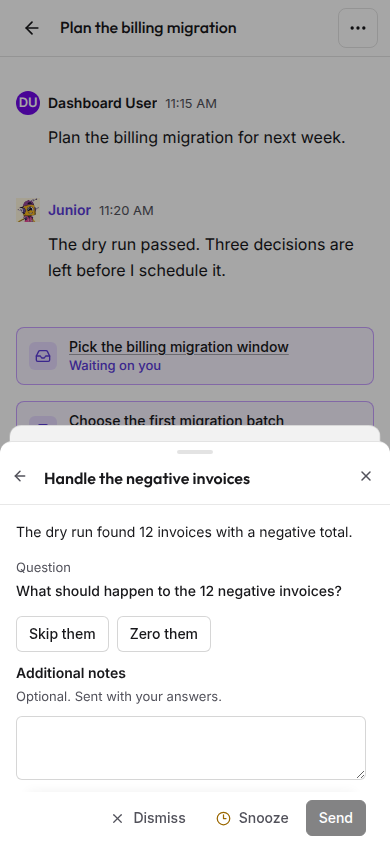 Plan the billing migration
DU Dashboard User 11:15 AM
Plan the billing migration for next week.
Junior 11:20 AM
The dry run passed. Three decisions are
left before I schedule it.
Pick the billing migration window
Waiting on you
Choose the first migration batch
Handle the negative invoices
The dry run found 12 invoices with a negative total.
Question
What should happen to the 12 negative invoices?
Skip them Zero them
Additional notes
Optional. Sent with your answers.
Dismiss Snooze Send